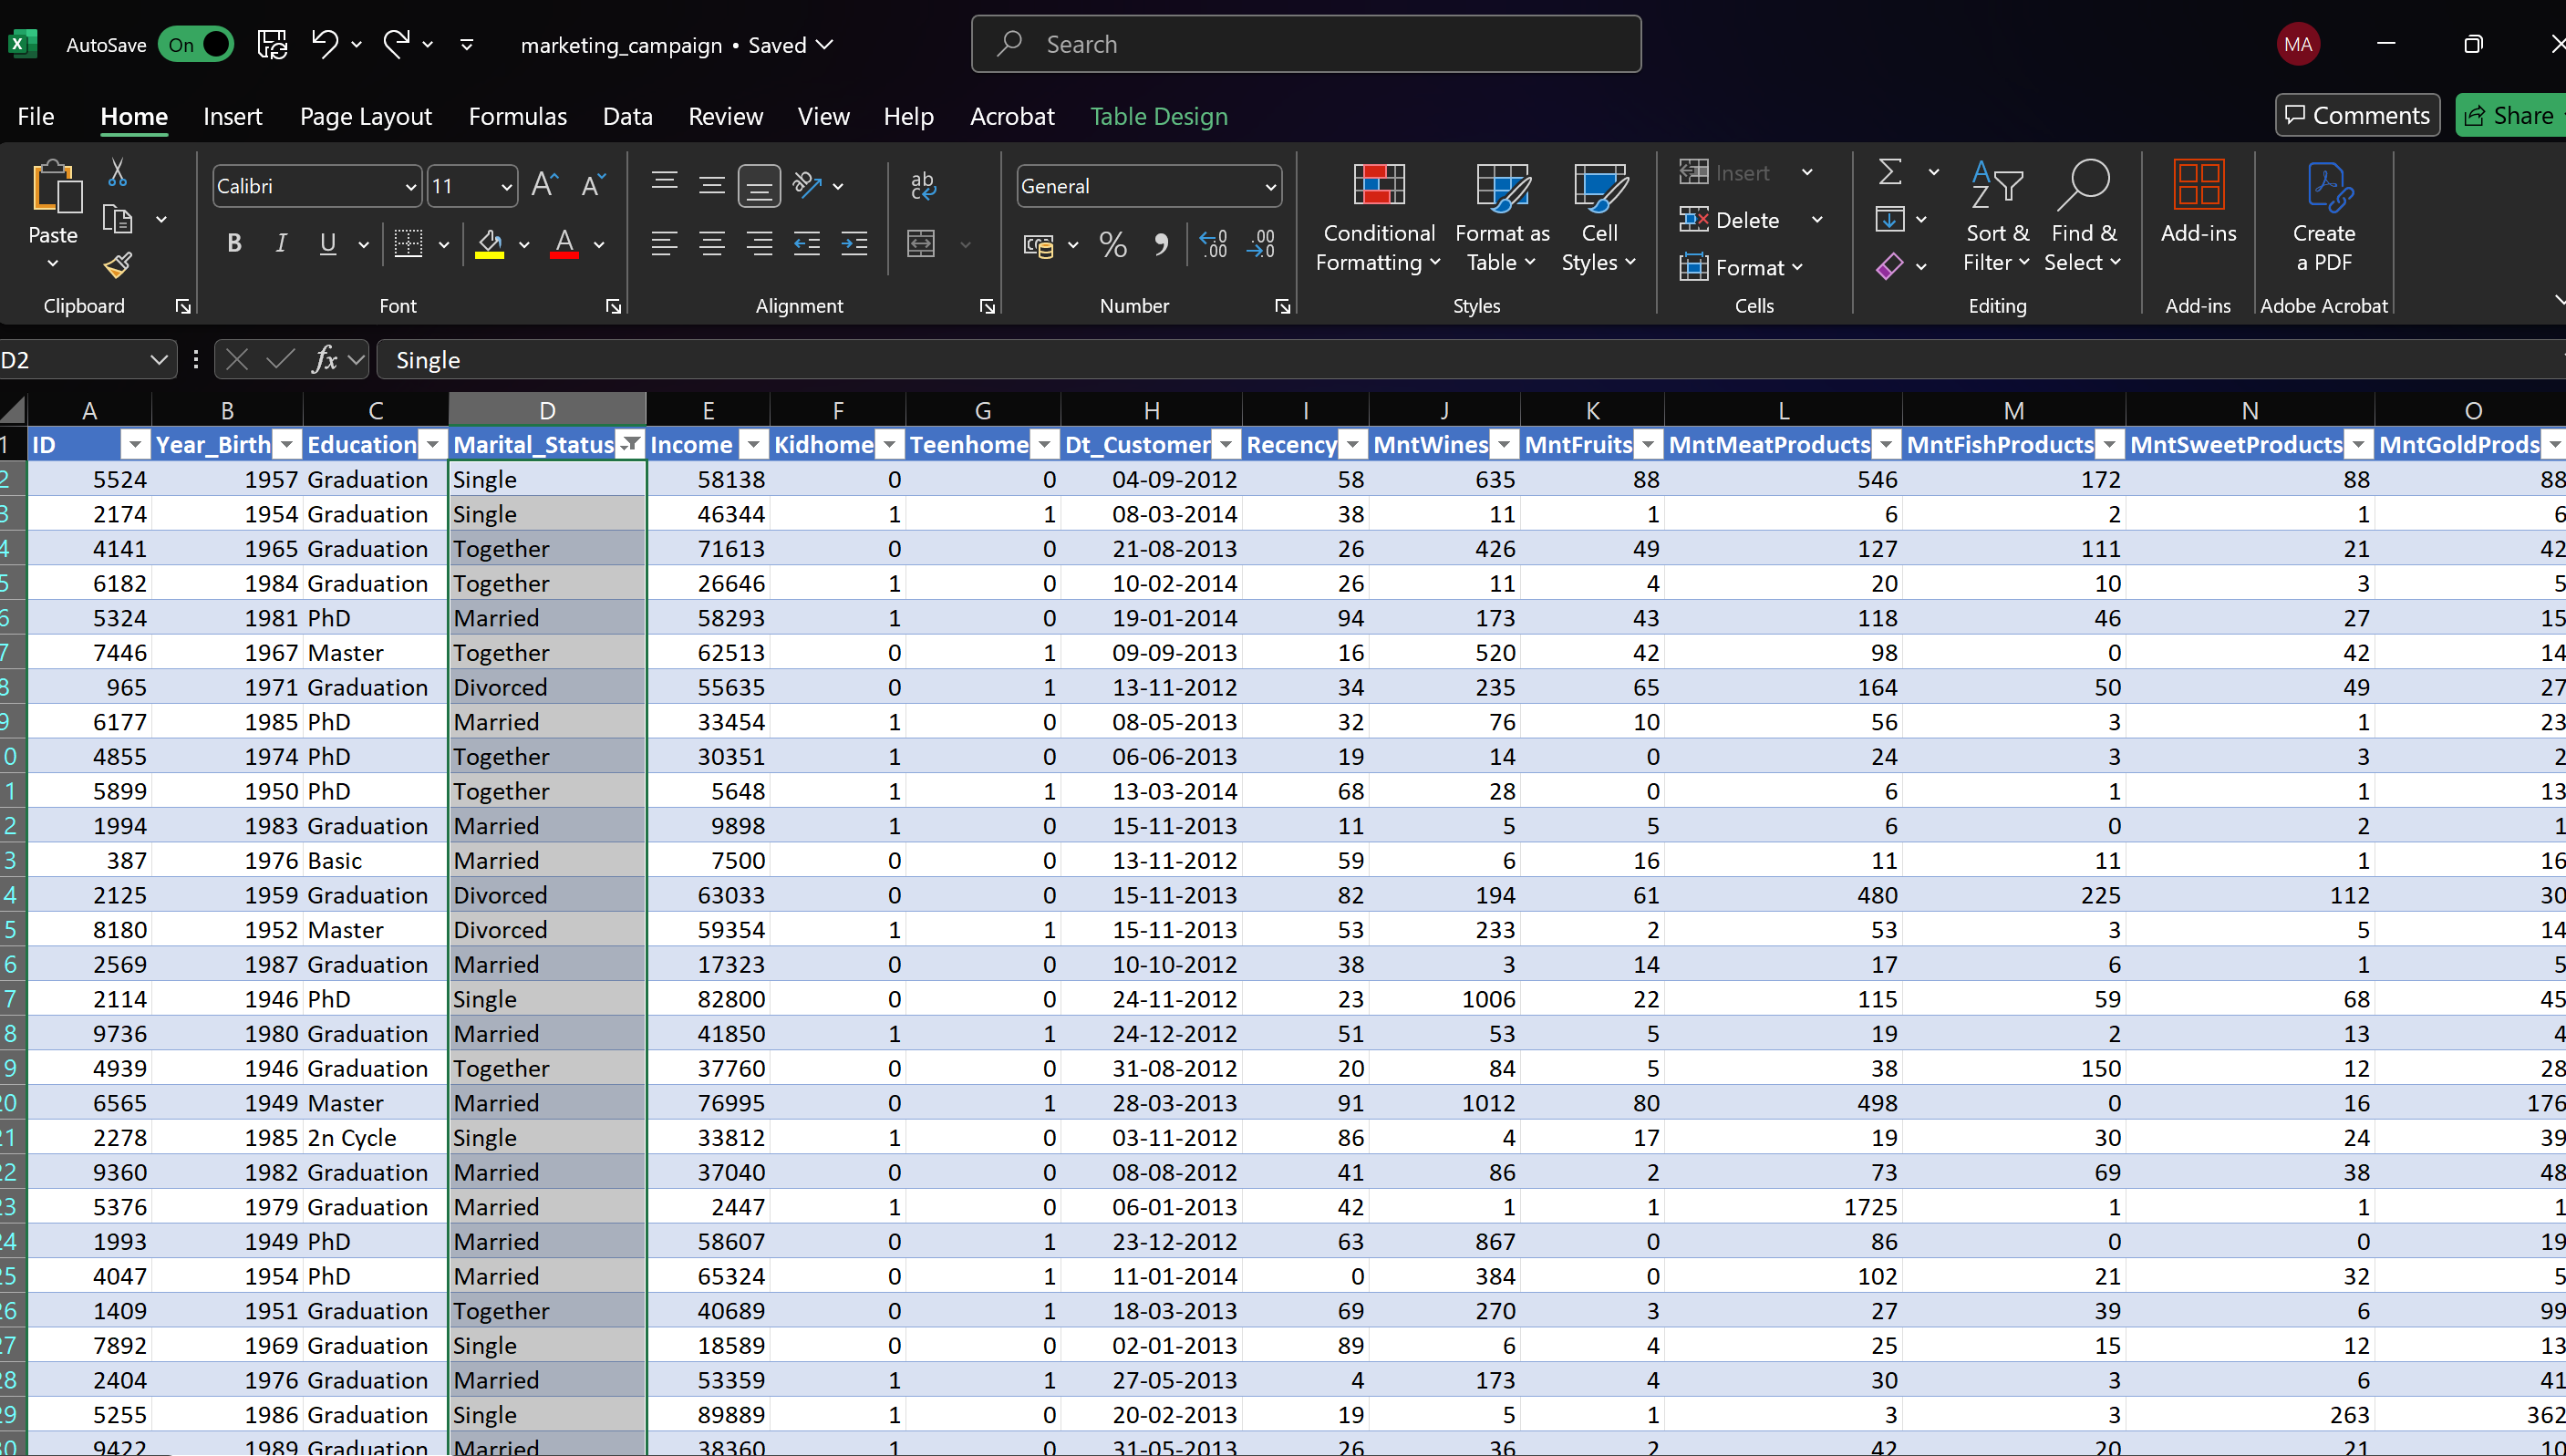 AutoSave On marketing_campaign • Saved Search MA
File Home Insert Page Layout Formulas Data Review View Help Acrobat Table Design Comments Share
Paste Calibri 11 ab General Conditional Formatting Format as Table Cell Styles Insert Delete Format Sort & Filter Find & Select Add-ins Create a PDF
Clipboard Font Alignment Number Styles Cells Editing Add-ins Adobe Acrobat
D2 fx Single
A B C D E F G H I J K L M N O
1 ID Year_Birth Education Marital_Status Income Kidhome Teenhome Dt_Customer Recency MntWines MntFruits MntMeatProducts MntFishProducts MntSweetProducts MntGoldProds
2 5524 1957 Graduation Single 58138 0 0 04-09-2012 58 635 88 546 172 88 88
3 2174 1954 Graduation Single 46344 1 1 08-03-2014 38 11 1 6 2 1 6
4 4141 1965 Graduation Together 71613 0 0 21-08-2013 26 426 49 127 111 21 42
5 6182 1984 Graduation Together 26646 1 0 10-02-2014 26 11 4 20 10 3 5
6 5324 1981 PhD Married 58293 1 0 19-01-2014 94 173 43 118 46 27 15
7 7446 1967 Master Together 62513 0 1 09-09-2013 16 520 42 98 0 42 14
8 965 1971 Graduation Divorced 55635 0 1 13-11-2012 34 235 65 164 50 49 27
9 6177 1985 PhD Married 33454 1 0 08-05-2013 32 76 10 56 3 1 23
0 4855 1974 PhD Together 30351 1 0 06-06-2013 19 14 0 24 3 3 2
1 5899 1950 PhD Together 5648 1 1 13-03-2014 68 28 0 6 1 1 13
2 1994 1983 Graduation Married 9898 1 0 15-11-2013 11 5 5 6 0 2 1
3 387 1976 Basic Married 7500 0 0 13-11-2012 59 6 16 11 11 1 16
4 2125 1959 Graduation Divorced 63033 0 0 15-11-2013 82 194 61 480 225 112 30
5 8180 1952 Master Divorced 59354 1 1 15-11-2013 53 233 2 53 3 5 14
6 2569 1987 Graduation Married 17323 0 0 10-10-2012 38 3 14 17 6 1 5
7 2114 1946 PhD Single 82800 0 0 24-11-2012 23 1006 22 115 59 68 45
8 9736 1980 Graduation Married 41850 1 1 24-12-2012 51 53 5 19 2 13 4
9 4939 1946 Graduation Together 37760 0 0 31-08-2012 20 84 5 38 150 12 28
20 6565 1949 Master Married 76995 0 1 28-03-2013 91 1012 80 498 0 16 176
21 2278 1985 2n Cycle Single 33812 1 0 03-11-2012 86 4 17 19 30 24 39
22 9360 1982 Graduation Married 37040 0 0 08-08-2012 41 86 2 73 69 38 48
23 5376 1979 Graduation Married 2447 1 0 06-01-2013 42 1 1 1725 1 1 1
24 1993 1949 PhD Married 58607 0 1 23-12-2012 63 867 0 86 0 0 19
25 4047 1954 PhD Married 65324 0 1 11-01-2014 0 384 0 102 21 32 5
26 1409 1951 Graduation Together 40689 0 1 18-03-2013 69 270 3 27 39 6 99
27 7892 1969 Graduation Single 18589 0 0 02-01-2013 89 6 4 25 15 12 13
28 2404 1976 Graduation Married 53359 1 1 27-05-2013 4 173 4 30 3 6 41
29 5255 1986 Graduation Single 89889 1 0 20-02-2013 19 5 1 3 3 263 362
30 9422 1989 Graduation Married 38360 1 0 31-05-2013 26 36 2 42 20 21 10